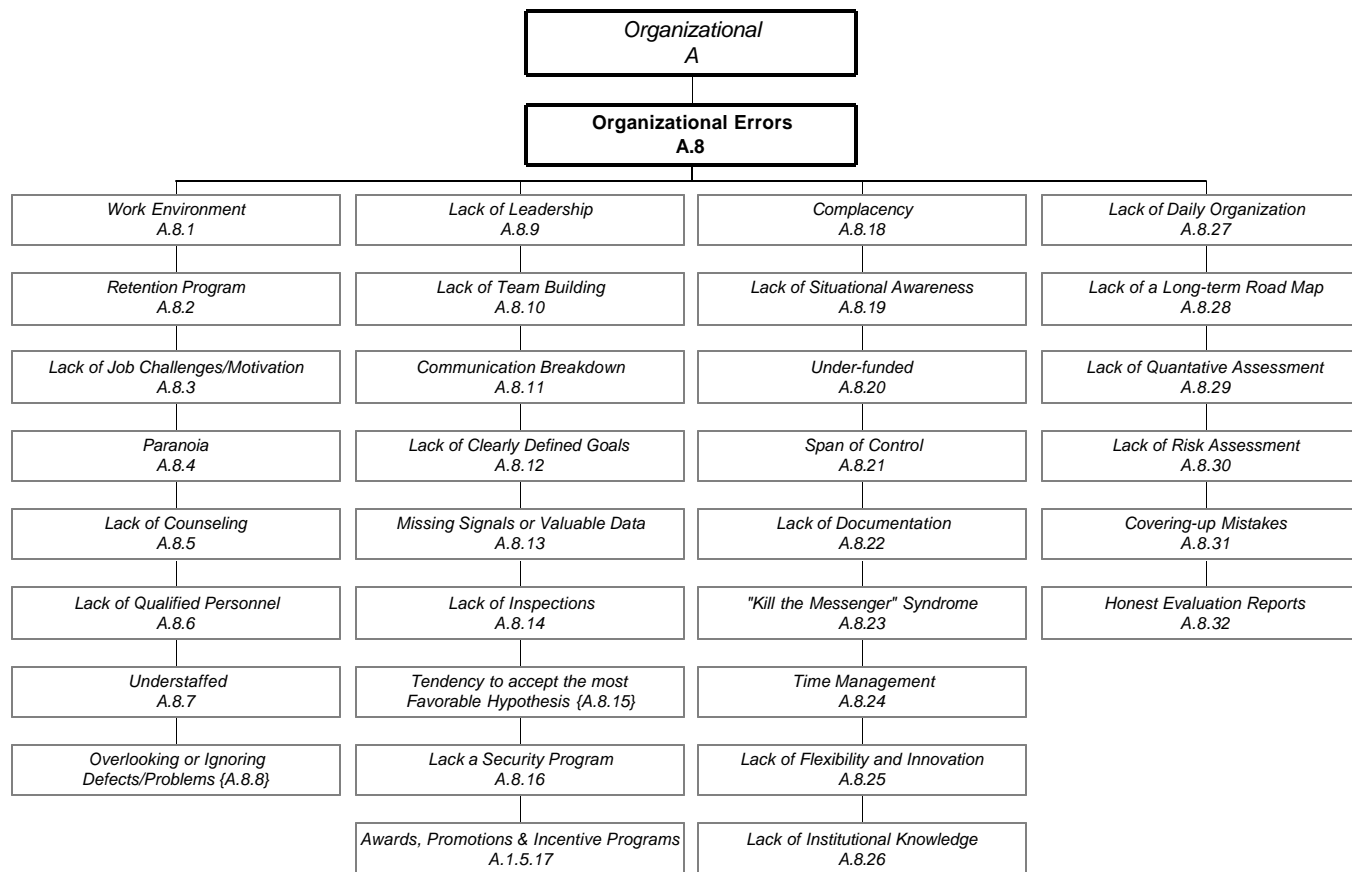 Organizational
A
Organizational Errors
A.8
Work Environment
A.8.1
Retention Program
A.8.2
Lack of Job Challenges/Motivation
A.8.3
Paranoia
A.8.4
Lack of Counseling
A.8.5
Lack of Qualified Personnel
A.8.6
Understaffed
A.8.7
Overlooking or Ignoring
Defects/Problems {A.8.8}
Lack of Leadership
A.8.9
Lack of Team Building
A.8.10
Communication Breakdown
A.8.11
Lack of Clearly Defined Goals
A.8.12
Missing Signals or Valuable Data
A.8.13
Lack of Inspections
A.8.14
Tendency to accept the most
Favorable Hypothesis {A.8.15}
Lack a Security Program
A.8.16
Awards, Promotions & Incentive Programs
A.1.5.17
Complacency
A.8.18
Lack of Situational Awareness
A.8.19
Under-funded
A.8.20
Span of Control
A.8.21
Lack of Documentation
A.8.22
"Kill the Messenger" Syndrome
A.8.23
Time Management
A.8.24
Lack of Flexibility and Innovation
A.8.25
Lack of Institutional Knowledge
A.8.26
Lack of Daily Organization
A.8.27
Lack of a Long-term Road Map
A.8.28
Lack of Quantative Assessment
A.8.29
Lack of Risk Assessment
A.8.30
Covering-up Mistakes
A.8.31
Honest Evaluation Reports
A.8.32